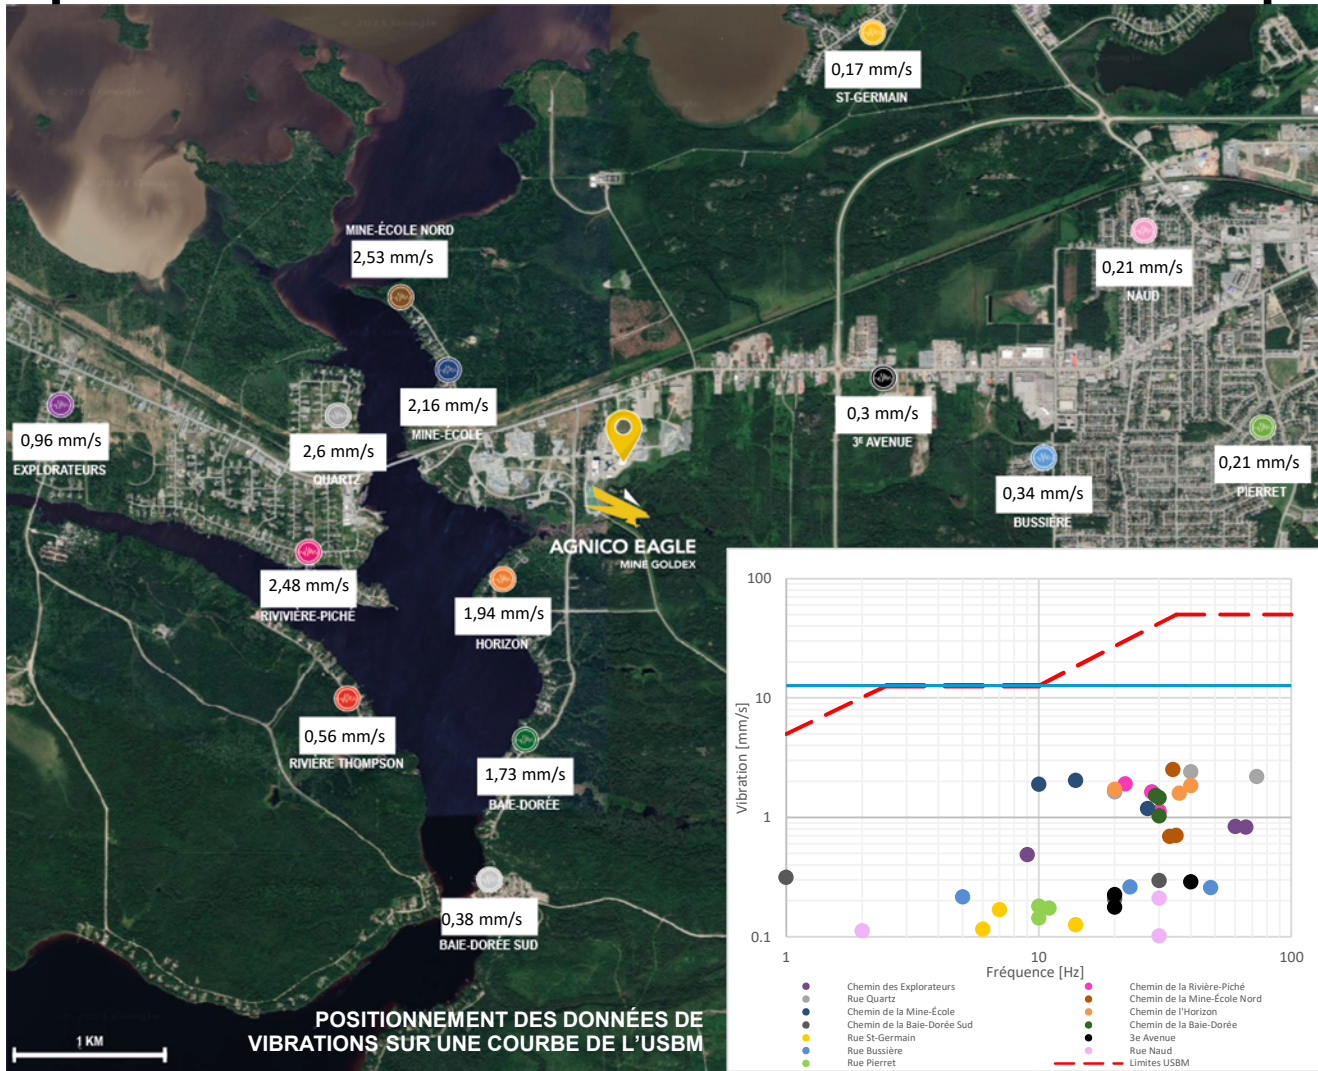 0,17 mm/s
ST-GERMAIN
MINE-ÉCOLE NORD
2,53 mm/s
0,21 mm/s
NAUD
2,16 mm/s
MINE-ÉCOLE
0,96 mm/s
EXPLORATEURS
2,6 mm/s
QUARTZ
0,3 mm/s
3E AVENUE
0,34 mm/s
BUSSIÈRE
0,21 mm/s
PIERRET
AGNICO EAGLE
MINE GOLDEX
2,48 mm/s
RIVIVIÈRE-PICHÉ
1,94 mm/s
HORIZON
0,56 mm/s
RIVIÈRE THOMPSON
1,73 mm/s
BAIE-DORÉE
0,38 mm/s
BAIE-DORÉE SUD
POSITIONNEMENT DES DONNÉES DE
VIBRATIONS SUR UNE COURBE DE L'USBM
1 KM
100
10
1
0.1
Vibration [mm/s]
1 10 100
Fréquence [Hz]
Chemin des Explorateurs
Chemin de la Rivière-Piché
Rue Quartz
Chemin de la Mine-École Nord
Chemin de la Mine-École
Chemin de l'Horizon
Chemin de la Baie-Dorée Sud
Chemin de la Baie-Dorée
Rue St-Germain
3e Avenue
Rue Bussière
Rue Naud
Rue Pierret
Limites USBM